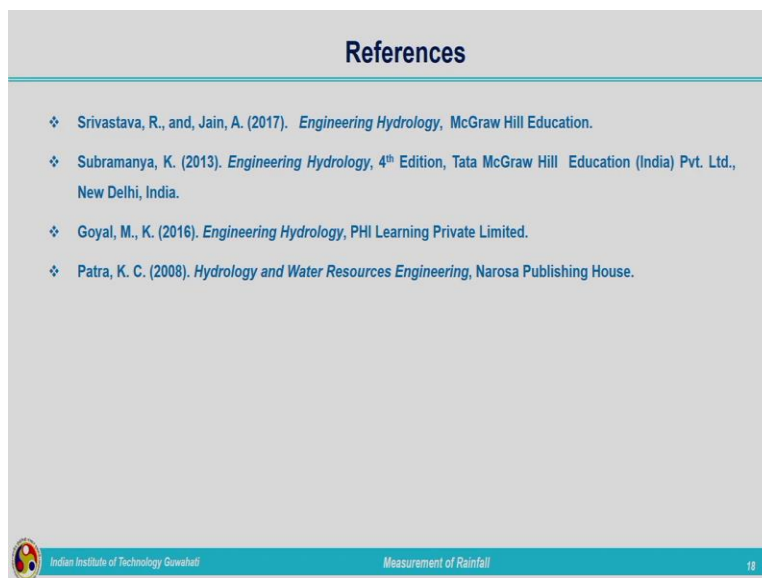 References
❖ Srivastava, R., and, Jain, A. (2017). Engineering Hydrology, McGraw Hill Education.
❖ Subramanya, K. (2013). Engineering Hydrology, 4th Edition, Tata McGraw Hill Education (India) Pvt. Ltd.,
New Delhi, India.
❖ Goyal, M., K. (2016). Engineering Hydrology, PHI Learning Private Limited.
❖ Patra, K. C. (2008). Hydrology and Water Resources Engineering, Narosa Publishing House.
Indian Institute of Technology Guwahati Measurement of Rainfall 18